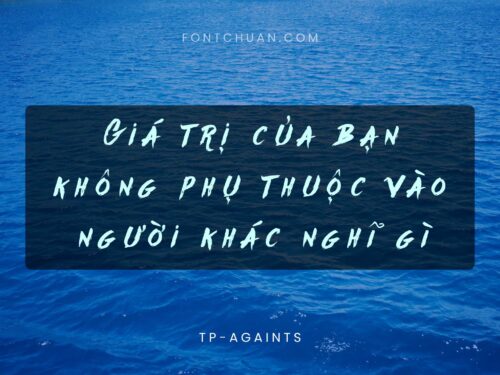 FONTCHUAN.COM
Giá trị của bạn
không phụ thuộc vào
người khác nghĩ gì
TP-AGAINTS